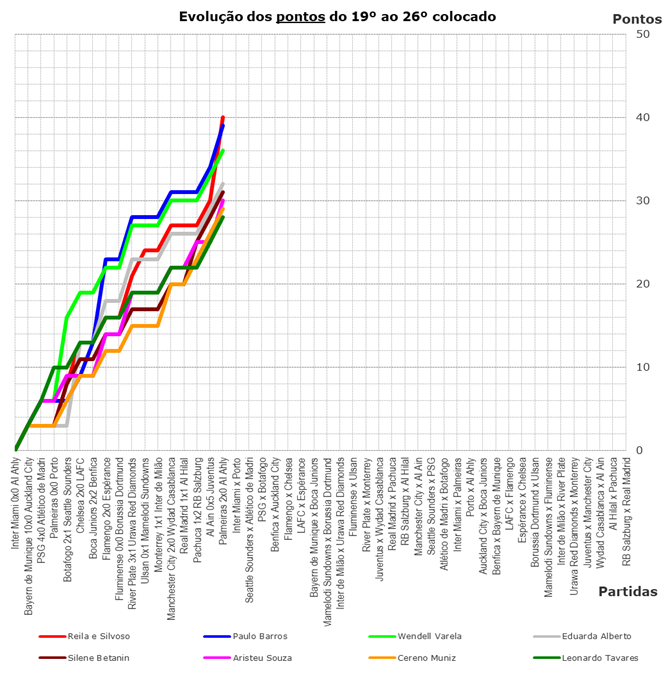 Evolução dos pontos do 19º ao 26º colocado
Pontos
50
40
30
20
10
0
Inter Miami 0x0 Al Ahly
Bayern de Munique 10x0 Auckland City
PSG 4x0 Atlético de Madri
Palmeiras 0x0 Porto
Botafogo 2x1 Seattle Sounders
Chelsea 2x0 LAFC
Boca Juniors 2x2 Benfica
Flamengo 2x0 Espérance
Fluminense 0x0 Borussia Dortmund
River Plate 3x1 Urawa Red Diamonds
Ulsan 0x1 Mamelodi Sundowns
Monterrey 1x1 Inter de Milão
Manchester City 2x0 Wydad Casablanca
Real Madrid 1x1 Al Hilal
Pachuca 1x2 RB Salzburg
Al Ain 0x5 Juventus
Palmeiras 2x0 Al Ahly
Inter Miami x Porto
Seattle Sounders x Atlético de Madri
PSG x Botafogo
Benfica x Auckland City
Flamengo x Chelsea
LAFC x Espérance
Bayern de Munique x Boca Juniors
Mamelodi Sundowns x Borussia Dortmund
Inter de Milão x Urawa Red Diamonds
Fluminense x Ulsan
River Plate x Monterrey
Juventus x Wydad Casablanca
Real Madrid x Pachuca
RB Salzburg x Al Hilal
Manchester City x Al Ain
Seattle Sounders x PSG
Atlético de Madri x Botafogo
Inter Miami x Palmeiras
Porto x Al Ahly
Auckland City x Boca Juniors
Benfica x Bayern de Munique
LAFC x Flamengo
Espérance x Chelsea
Borussia Dortmund x Ulsan
Mamelodi Sundowns x Fluminense
Inter de Milão x River Plate
Urawa Red Diamonds x Monterrey
Juventus x Manchester City
Wydad Casablanca x Al Ain
Al Hilal x Pachuca
RB Salzburg x Real Madrid
Partidas
Reila e Silvoso
Paulo Barros
Wendell Varela
Eduarda Alberto
Silene Betanin
Aristeu Souza
Cereno Muniz
Leonardo Tavares